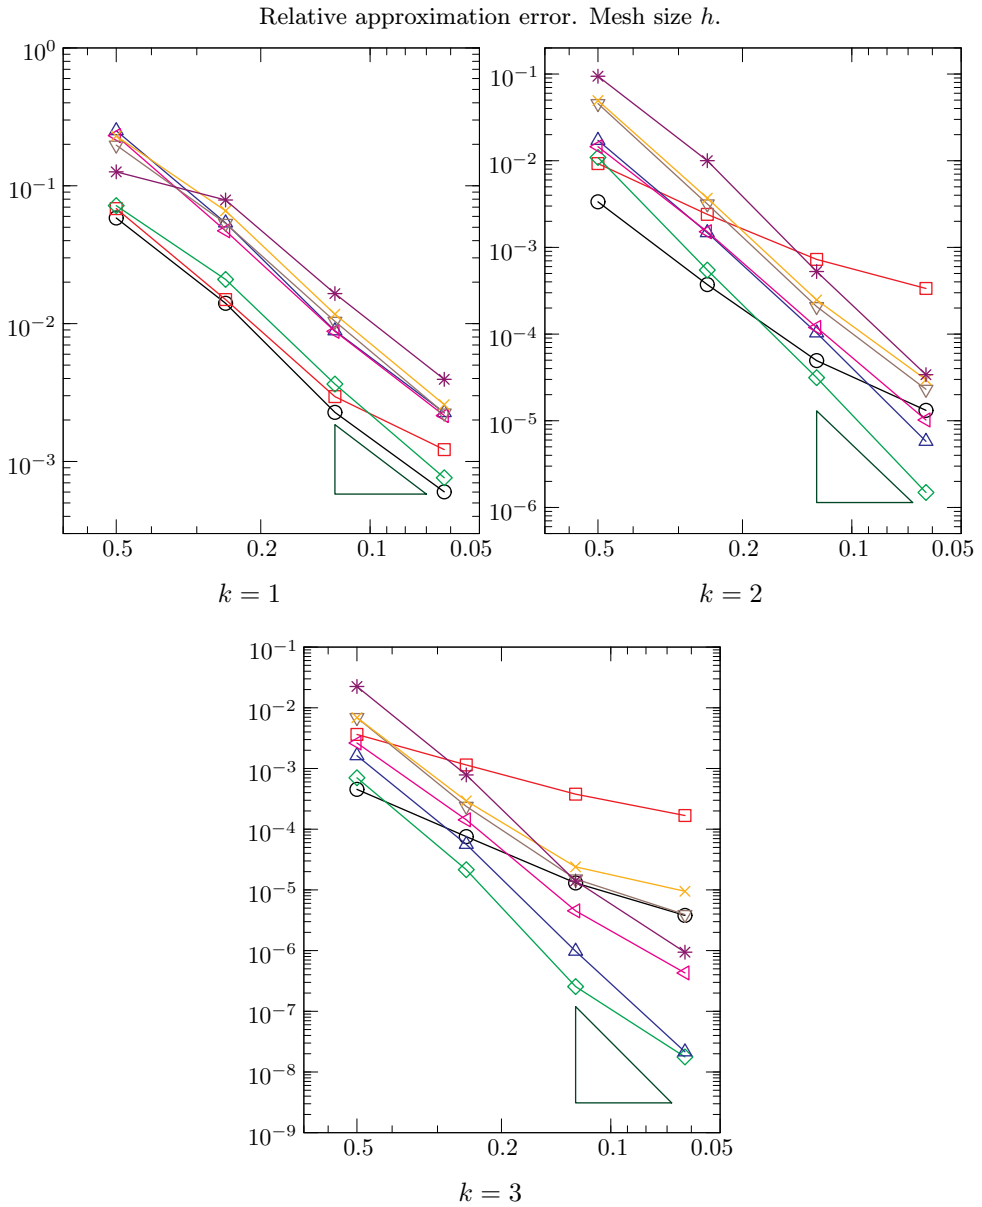 Relative approximation error. Mesh size h.
10⁰
10⁻¹
10⁻²
10⁻³
0.5 0.2 0.1 0.05
k = 1
10⁻¹
10⁻²
10⁻³
10⁻⁴
10⁻⁵
10⁻⁶
0.5 0.2 0.1 0.05
k = 2
10⁻¹
10⁻²
10⁻³
10⁻⁴
10⁻⁵
10⁻⁶
10⁻⁷
10⁻⁸
10⁻⁹
0.5 0.2 0.1 0.05
k = 3